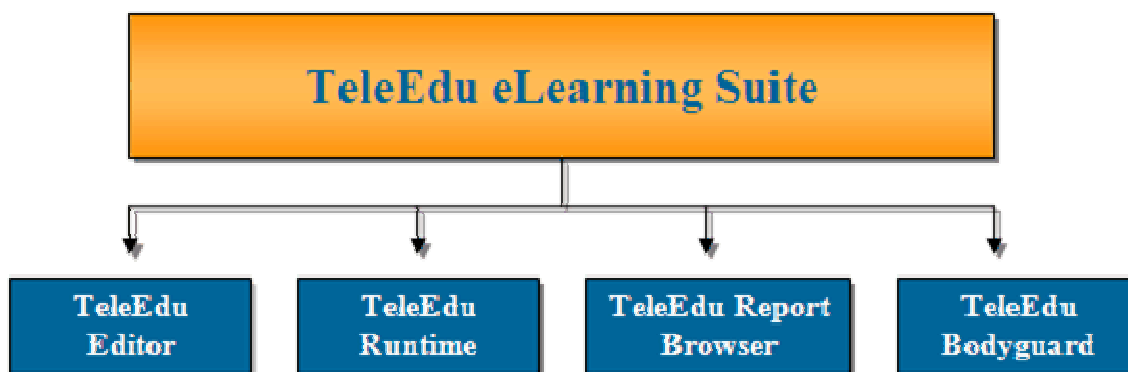 TeleEdu eLearning Suite
TeleEdu
Editor
TeleEdu
Runtime
TeleEdu Report
Browser
TeleEdu
Bodyguard